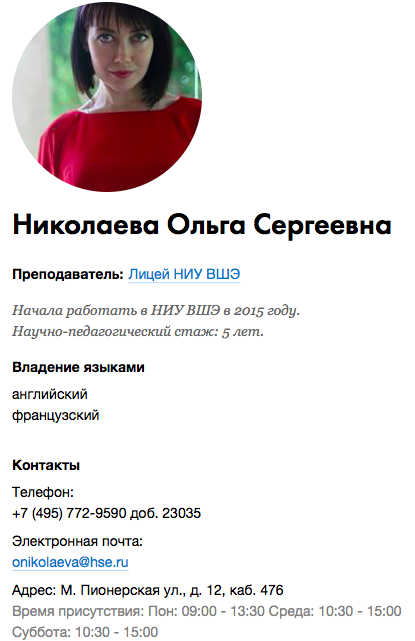 Николаева Ольга Сергеевна
Преподаватель: Лицей НИУ ВШЭ
Начала работать в НИУ ВШЭ в 2015 году.
Научно-педагогический стаж: 5 лет.
Владение языками
английский
французский
Контакты
Телефон:
+7 (495) 772-9590 доб. 23035
Электронная почта:
onikolaeva@hse.ru
Адрес: М. Пионерская ул., д. 12, каб. 476
Время присутствия: Пон: 09:00 - 13:30 Среда: 10:30 - 15:00
Суббота: 10:30 - 15:00